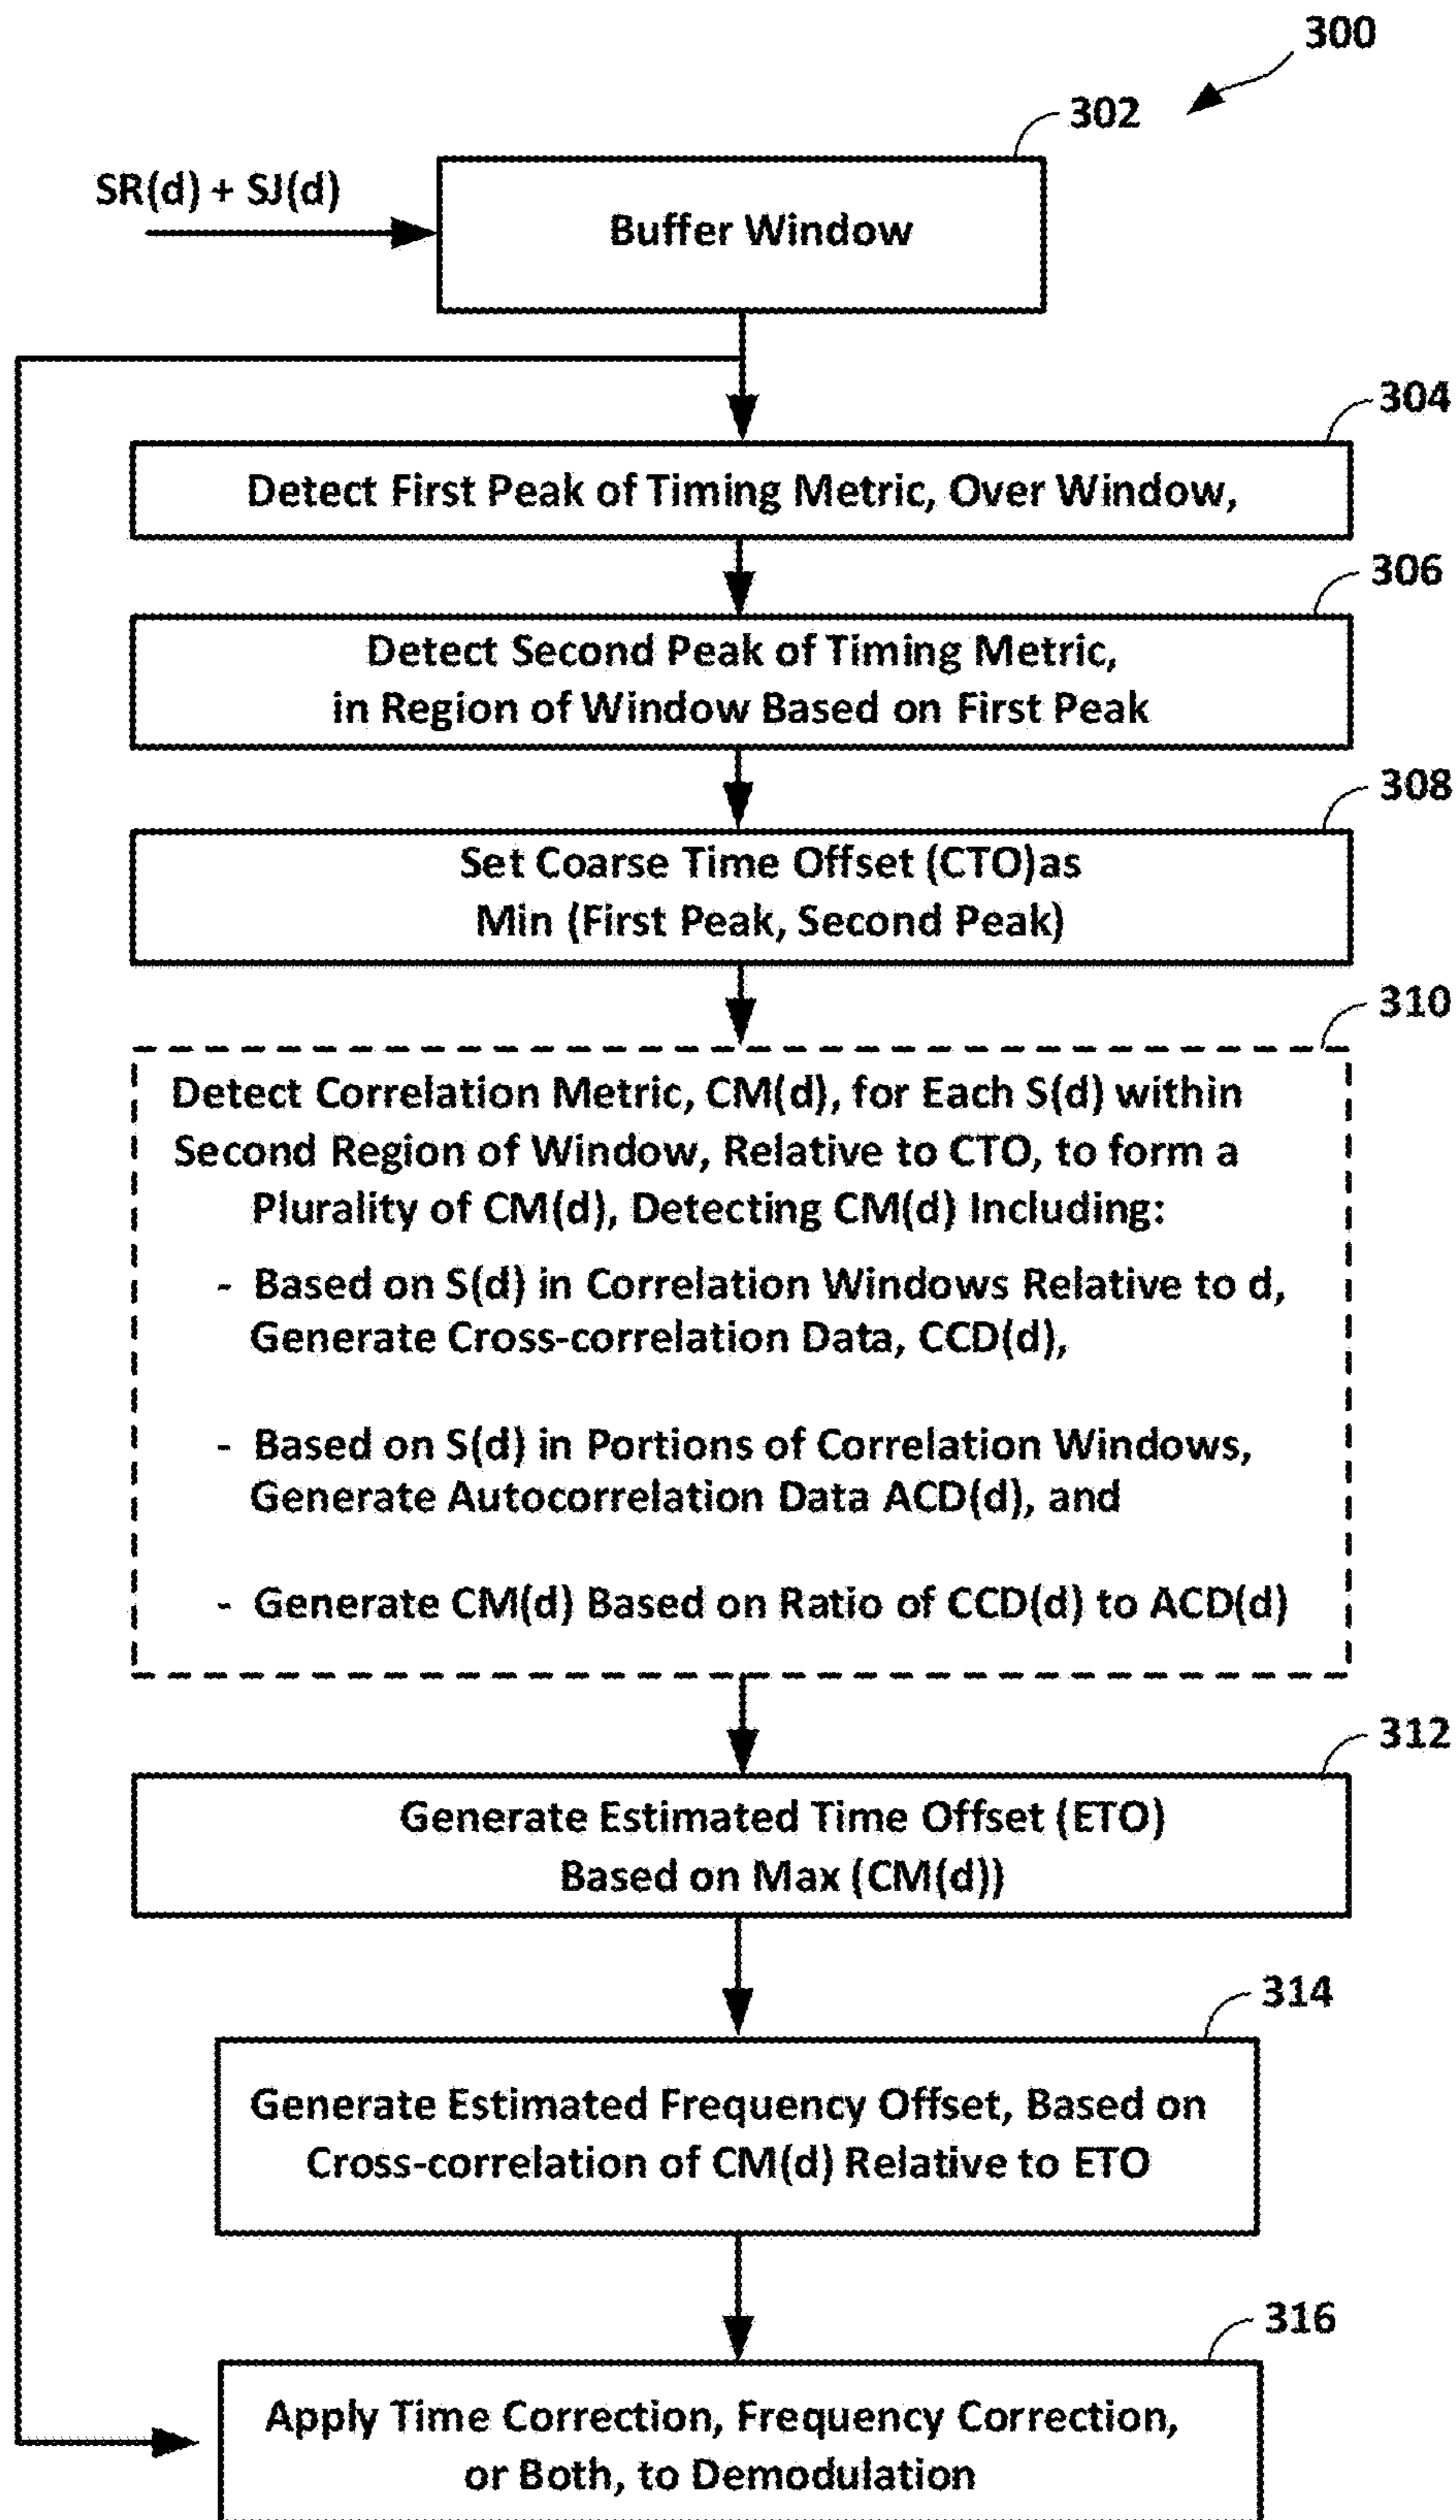 300
302
SR(d) + SJ(d)
Buffer Window
304
Detect First Peak of Timing Metric, Over Window,
306
Detect Second Peak of Timing Metric,
in Region of Window Based on First Peak
308
Set Coarse Time Offset (CTO)as
Min (First Peak, Second Peak)
310
Detect Correlation Metric, CM(d), for Each S(d) within
Second Region of Window, Relative to CTO, to form a
Plurality of CM(d), Detecting CM(d) Including:
- Based on S(d) in Correlation Windows Relative to d,
Generate Cross-correlation Data, CCD(d),
- Based on S(d) in Portions of Correlation Windows,
Generate Autocorrelation Data ACD(d), and
- Generate CM(d) Based on Ratio of CCD(d) to ACD(d)
312
Generate Estimated Time Offset (ETO)
Based on Max (CM(d))
314
Generate Estimated Frequency Offset, Based on
Cross-correlation of CM(d) Relative to ETO
316
Apply Time Correction, Frequency Correction,
or Both, to Demodulation